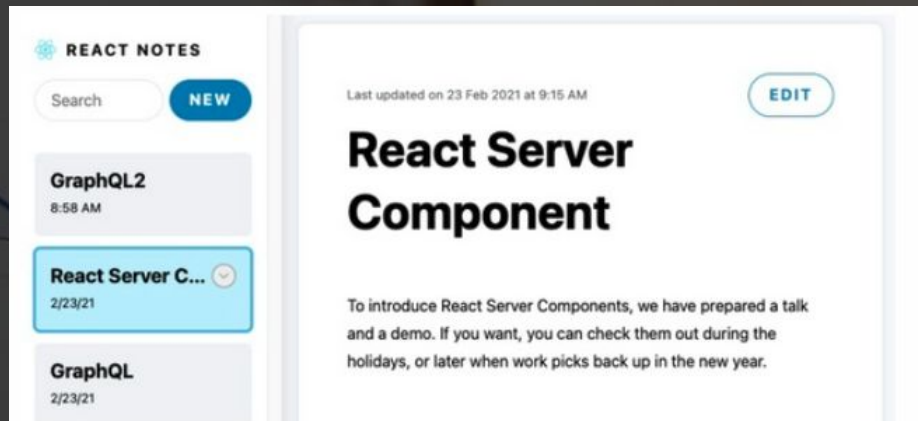 REACT NOTES
Search
NEW
GraphQL2
8:58 AM
React Server C...
2/23/21
GraphQL
2/23/21
Last updated on 23 Feb 2021 at 9:15 AM
EDIT
React Server
Component
To introduce React Server Components, we have prepared a talk
and a demo. If you want, you can check them out during the
holidays, or later when work picks back up in the new year.